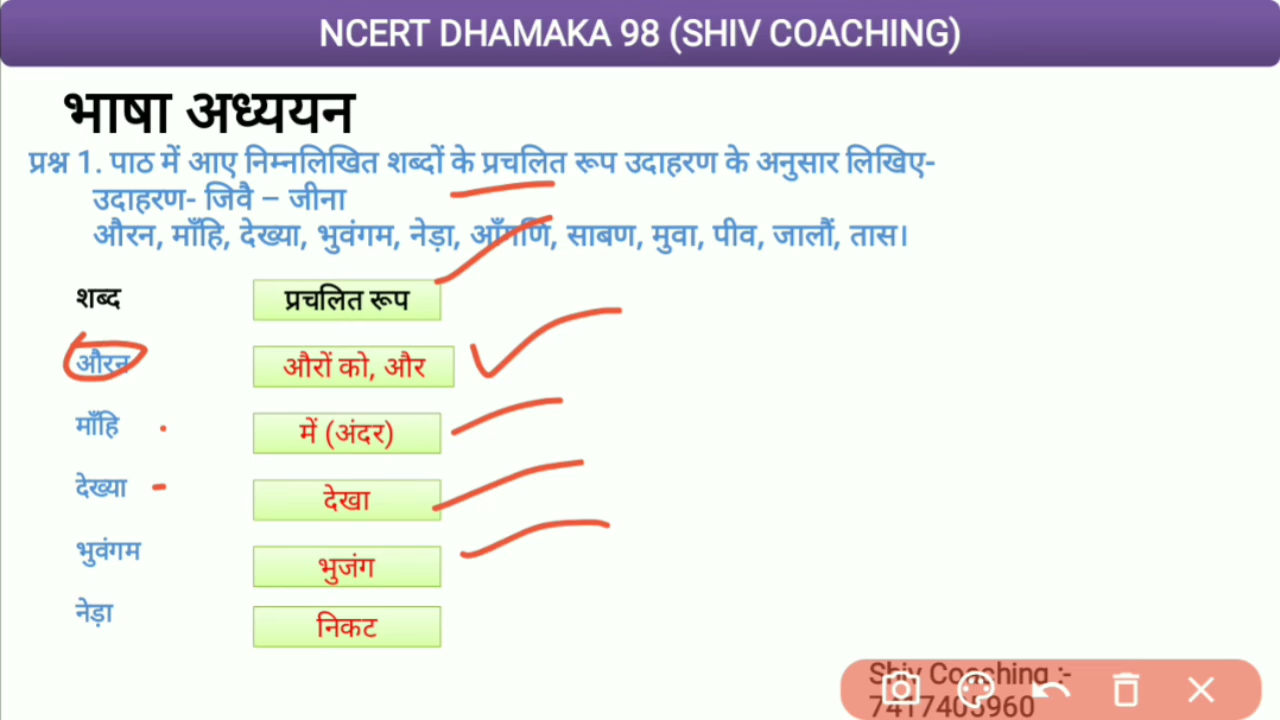 NCERT DHAMAKA 98 (SHIV COACHING)
भाषा अध्ययन
प्रश्न 1. पाठ में आए निम्नलिखित शब्दों के प्रचलित रूप उदाहरण के अनुसार लिखिए-
उदाहरण- जिवै – जीना
औरन, माँहि, देख्या, भुवंगम, नेड़ा, आँगणि, साबण, मुवा, पीव, जालौं, तास।
शब्द प्रचलित रूप
औरन औरों को, और
माँहि में (अंदर)
देख्या देखा
भुवंगम भुजंग
नेड़ा निकट
Shiv Coaching :-
7417405960